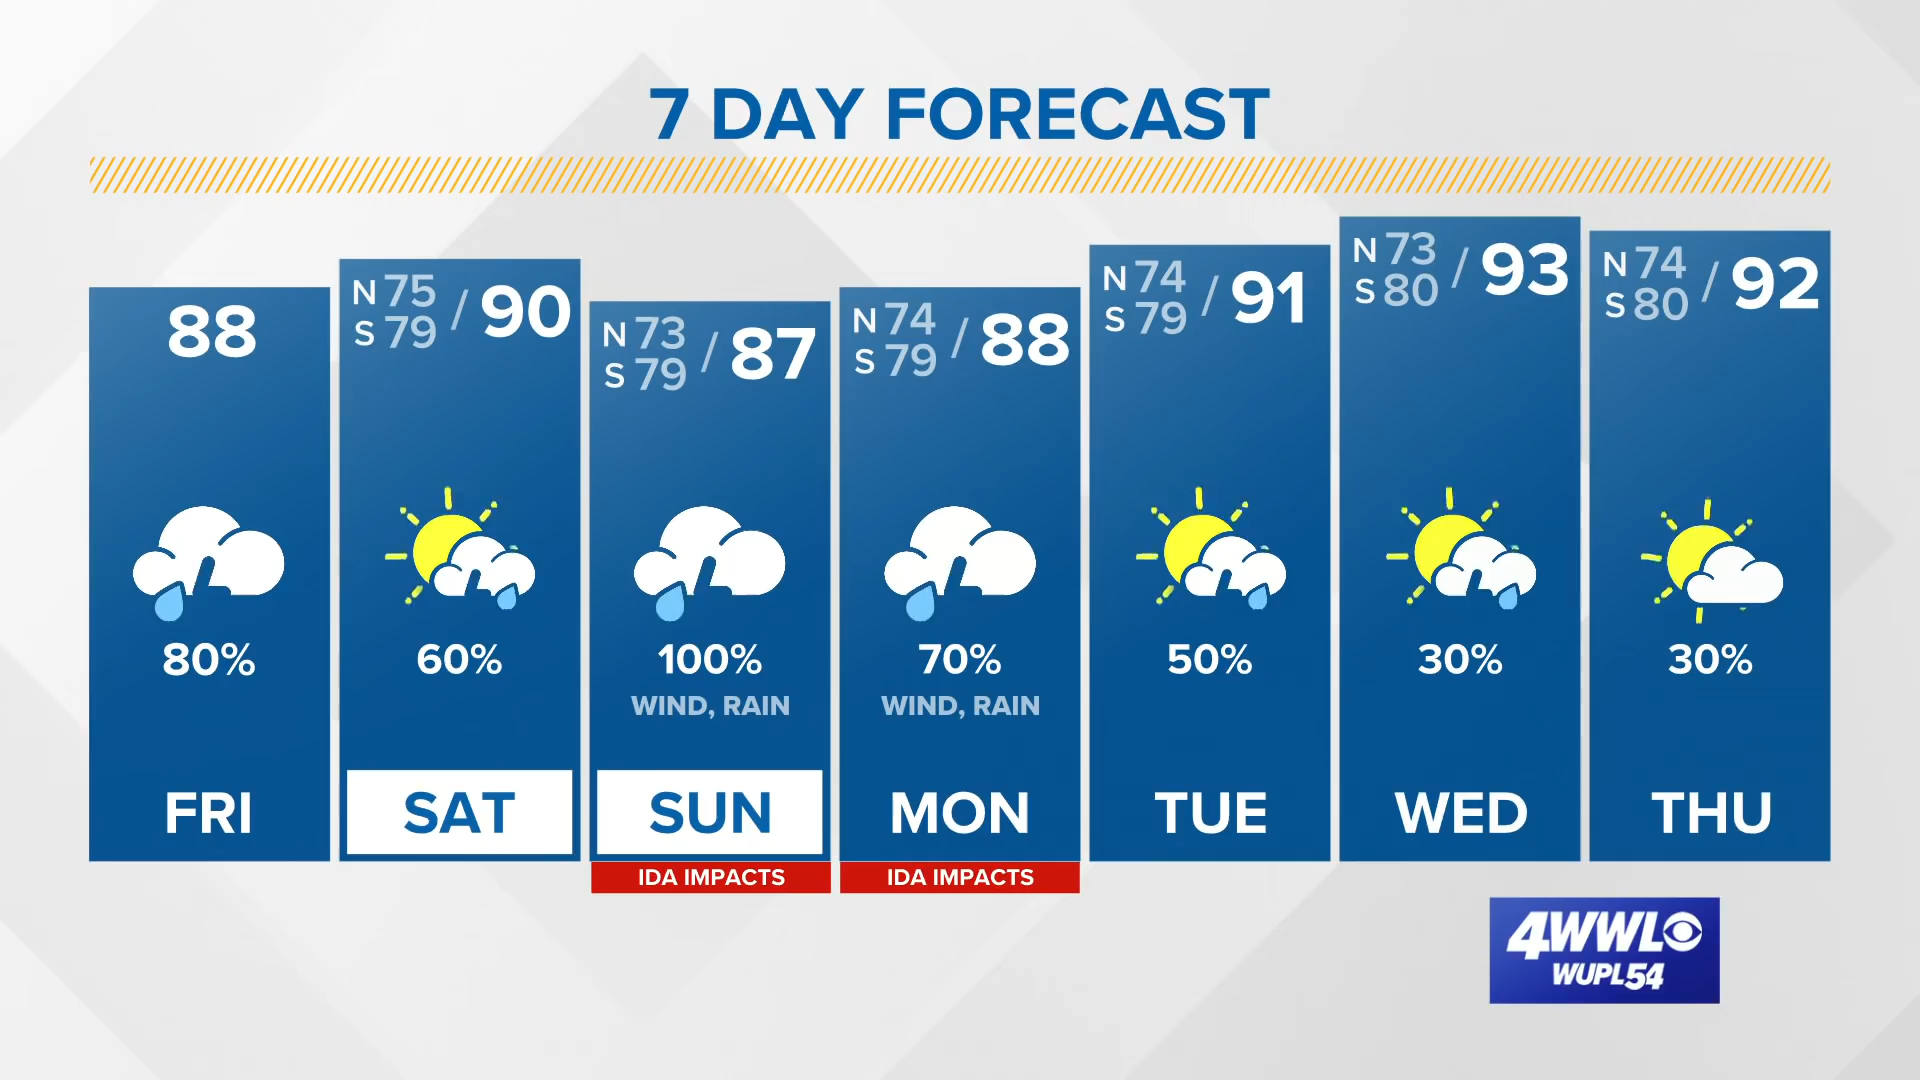 7 DAY FORECAST
88
80%
FRI
N 75
S 79
/ 90
60%
SAT
N 73
S 79
/ 87
100%
WIND, RAIN
SUN
IDA IMPACTS
N 74
S 79
/ 88
70%
WIND, RAIN
MON
IDA IMPACTS
N 74
S 79
/ 91
50%
TUE
N 73
S 80
/ 93
30%
WED
N 74
S 80
/ 92
30%
THU
4WWL
WUPL54